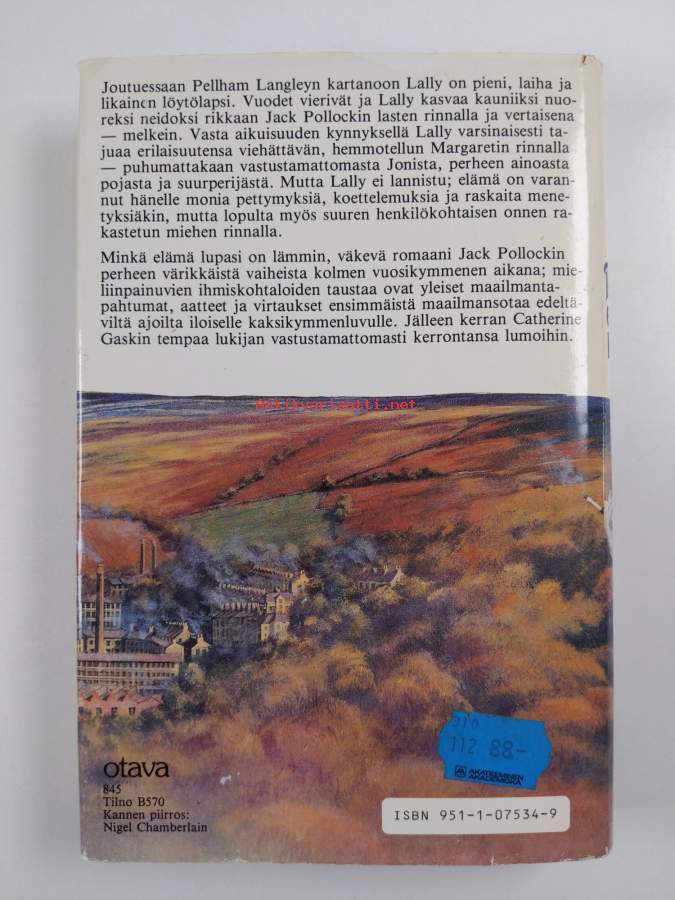 Joutuessaan Pellham Langleyn kartanoon Lally on pieni, laiha ja
likainen löytölapsi. Vuodet vierivät ja Lally kasvaa kauniiksi nuo-
reksi neidoksi rikkaan Jack Pollockin lasten rinnalla ja vertaisena
— melkein. Vasta aikuisuuden kynnyksellä Lally varsinaisesti ta-
juaa erilaisuutensa viehättävän, hemmotellun Margaretin rinnalla
— puhumattakaan vastustamattomasta Jonista, perheen ainoasta
pojasta ja suurperijästä. Mutta Lally ei lannistu; elämä on varan-
nut hänelle monia pettymyksiä, koettelemuksia ja raskaita mene-
tyksiäkin, mutta lopulta myös suuren henkilökohtaisen onnen ra-
kastetun miehen rinnalla.
Minkä elämä lupasi on lämmin, väkevä romaani Jack Pollockin
perheen värikkäistä vaiheista kolmen vuosikymmenen aikana; mie-
liinpainuvien ihmiskohtaloiden taustaa ovat yleiset maailmanta-
pahtumat, aatteet ja virtaukset ensimmäistä maailmansotaa edeltä-
viltä ajoilta iloiselle kaksikymmenluvulle. Jälleen kerran Catherine
Gaskin tempaa lukijan vastustamattomasti kerrontansa lumoihin.
Antikvariaatti.net
otava
845
Tilno B570
Kannen piirros:
Nigel Chamberlain
310
112 88-
AKATEEMINEN
AKADEMISKA
ISBN 951-1-07534-9